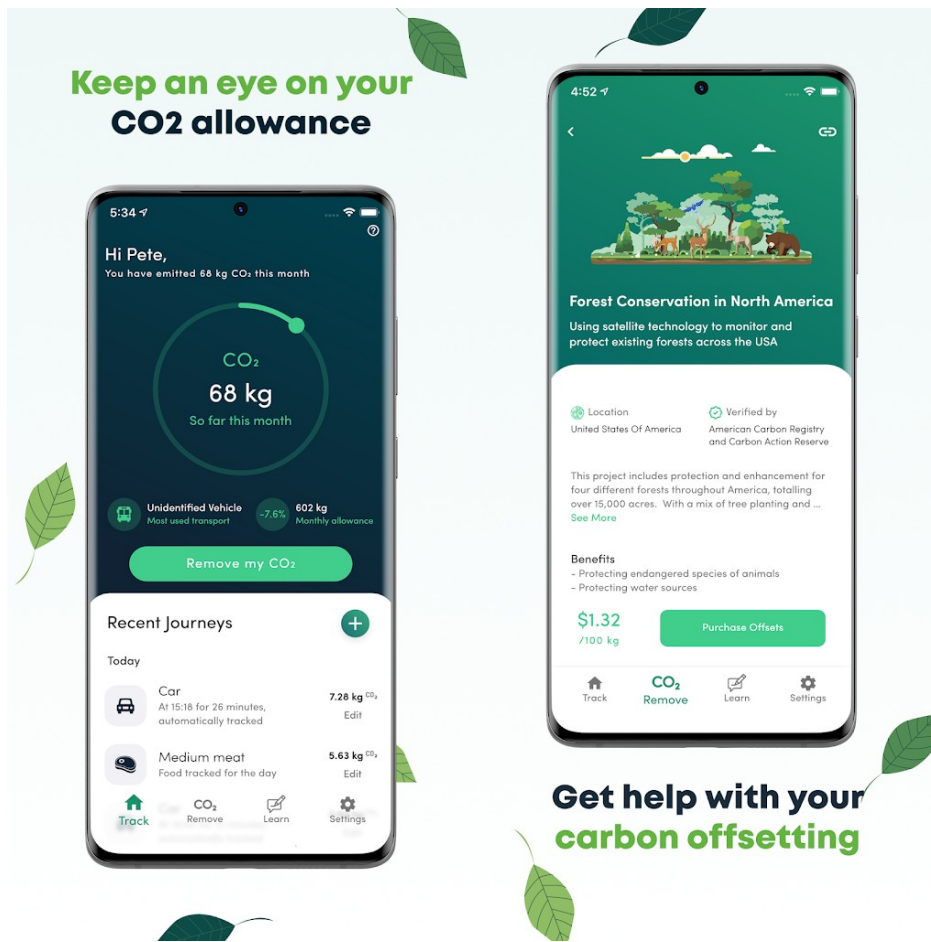 Keep an eye on your
CO2 allowance
5:34
Hi Pete,
You have emitted 68 kg CO₂ this month
CO₂
68 kg
So far this month
Unidentified Vehicle
Most used transport
-7.6%
602 kg
Monthly allowance
Remove my CO₂
Recent Journeys
Today
Car
At 15:18 for 26 minutes,
automatically tracked
7.28 kg CO₂
Edit
Medium meat
Food tracked for the day
5.63 kg CO₂
Edit
Track
CO₂
Remove
Learn
Settings
4:52
Forest Conservation in North America
Using satellite technology to monitor and
protect existing forests across the USA
Location
United States Of America
Verified by
American Carbon Registry
and Carbon Action Reserve
This project includes protection and enhancement for
four different forests throughout America, totalling
over 15,000 acres. With a mix of tree planting and ...
See More
Benefits
- Protecting endangered species of animals
- Protecting water sources
$1.32
/100 kg
Purchase Offsets
Track
CO₂
Remove
Learn
Settings
Get help with your
carbon offsetting